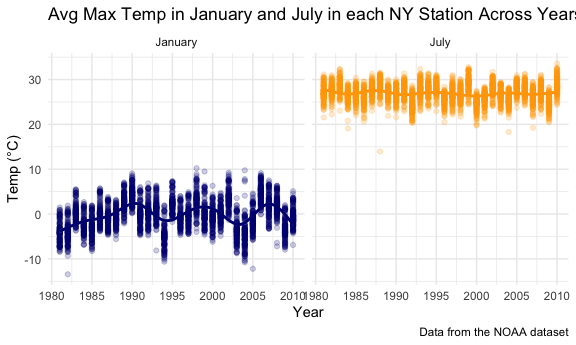 Avg Max Temp in January and July in each NY Station Across Years
January July
Temp (°C)
30
20
10
0
-10
1980 1985 1990 1995 2000 2005 2010 1980 1985 1990 1995 2000 2005 2010
Year
Data from the NOAA dataset